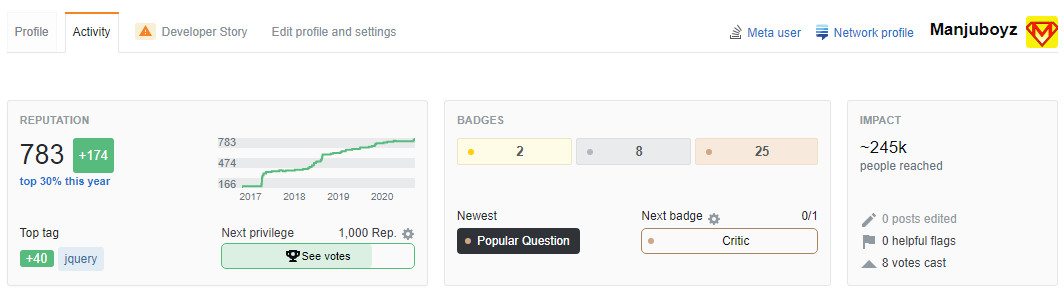 Profile
Activity
Developer Story
Edit profile and settings
Meta user
Network profile
Manjuboyz
M
REPUTATION
783 +174
top 30% this year
783
474
166
2017 2018 2019 2020
Top tag
+40 jquery
Next privilege 1,000 Rep.
See votes
BADGES
2 8 25
Newest
Popular Question
Next badge 0/1
Critic
IMPACT
~245k
people reached
0 posts edited
0 helpful flags
8 votes cast